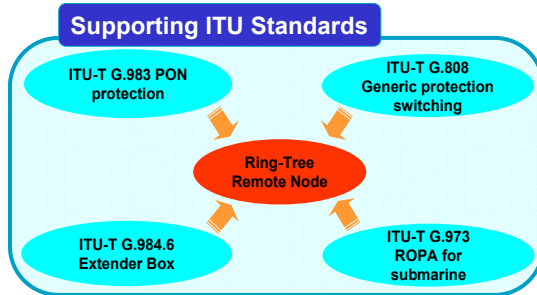 Supporting ITU Standards
ITU-T G.983 PON
protection
ITU-T G.808
Generic protection
switching
Ring-Tree
Remote Node
ITU-T G.984.6
Extender Box
ITU-T G.973
ROPA for
submarine